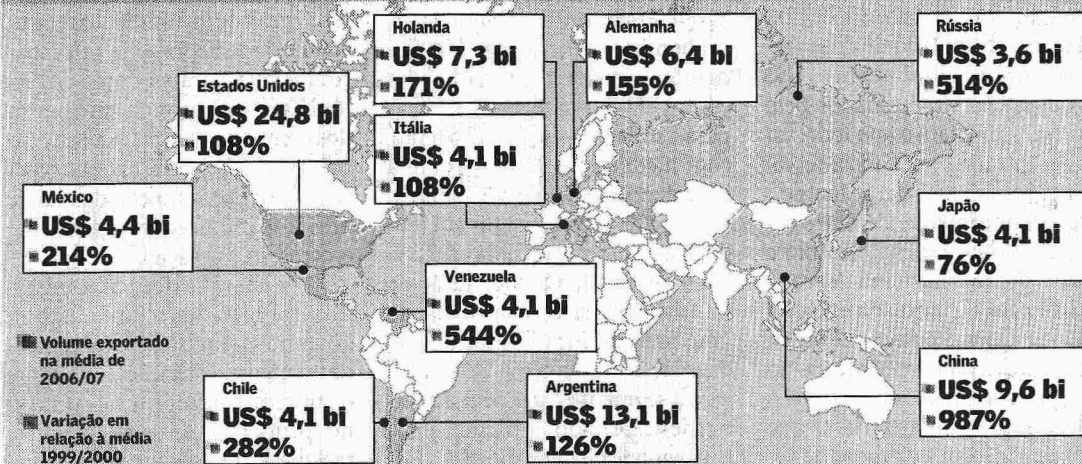 Holanda
US$ 7,3 bi
171%
Alemanha
US$ 6,4 bi
155%
Rússia
US$ 3,6 bi
514%
Estados Unidos
US$ 24,8 bi
108%
Itália
US$ 4,1 bi
108%
México
US$ 4,4 bi
214%
Japão
US$ 4,1 bi
76%
Venezuela
US$ 4,1 bi
544%
Volume exportado
na média de
2006/07
Variação em
relação à média
1999/2000
Chile
US$ 4,1 bi
282%
Argentina
US$ 13,1 bi
126%
China
US$ 9,6 bi
987%